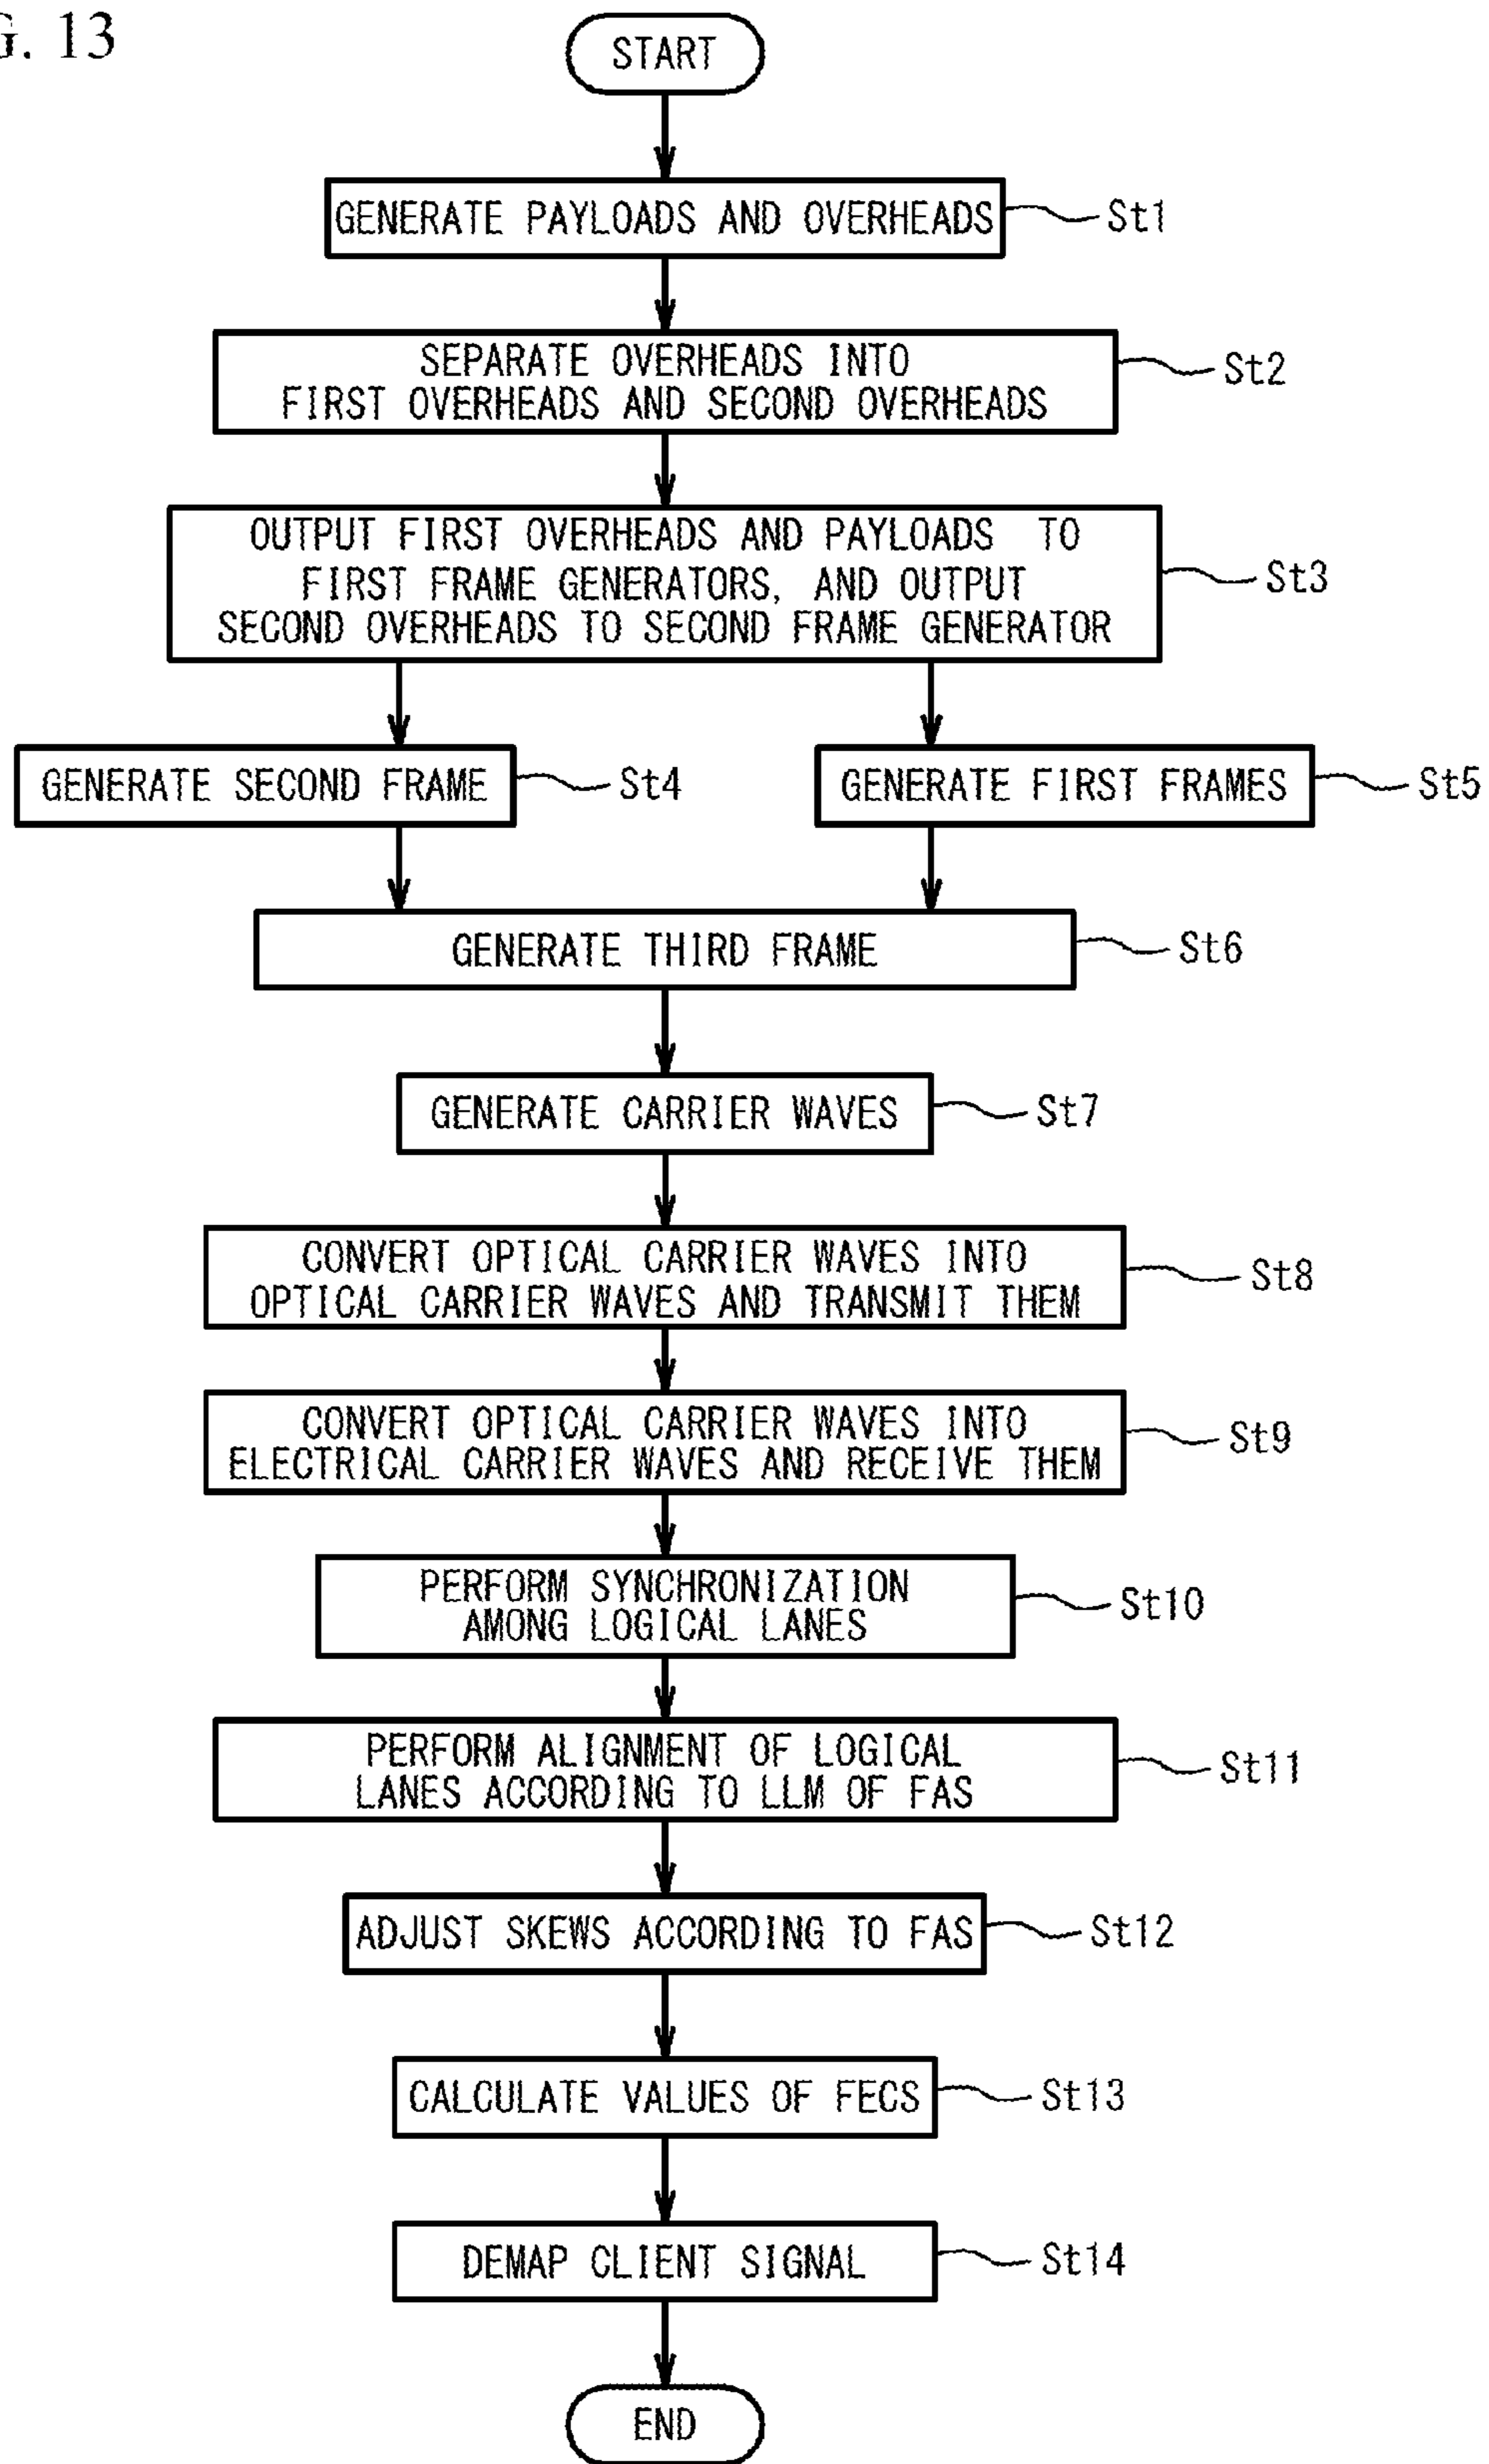 G. 13
START
GENERATE PAYLOADS AND OVERHEADS St1
SEPARATE OVERHEADS INTO
FIRST OVERHEADS AND SECOND OVERHEADS St2
OUTPUT FIRST OVERHEADS AND PAYLOADS TO
FIRST FRAME GENERATORS, AND OUTPUT
SECOND OVERHEADS TO SECOND FRAME GENERATOR St3
GENERATE SECOND FRAME St4
GENERATE FIRST FRAMES St5
GENERATE THIRD FRAME St6
GENERATE CARRIER WAVES St7
CONVERT OPTICAL CARRIER WAVES INTO
OPTICAL CARRIER WAVES AND TRANSMIT THEM St8
CONVERT OPTICAL CARRIER WAVES INTO
ELECTRICAL CARRIER WAVES AND RECEIVE THEM St9
PERFORM SYNCHRONIZATION
AMONG LOGICAL LANES St10
PERFORM ALIGNMENT OF LOGICAL
LANES ACCORDING TO LLM OF FAS St11
ADJUST SKEWS ACCORDING TO FAS St12
CALCULATE VALUES OF FECS St13
DEMAP CLIENT SIGNAL St14
END